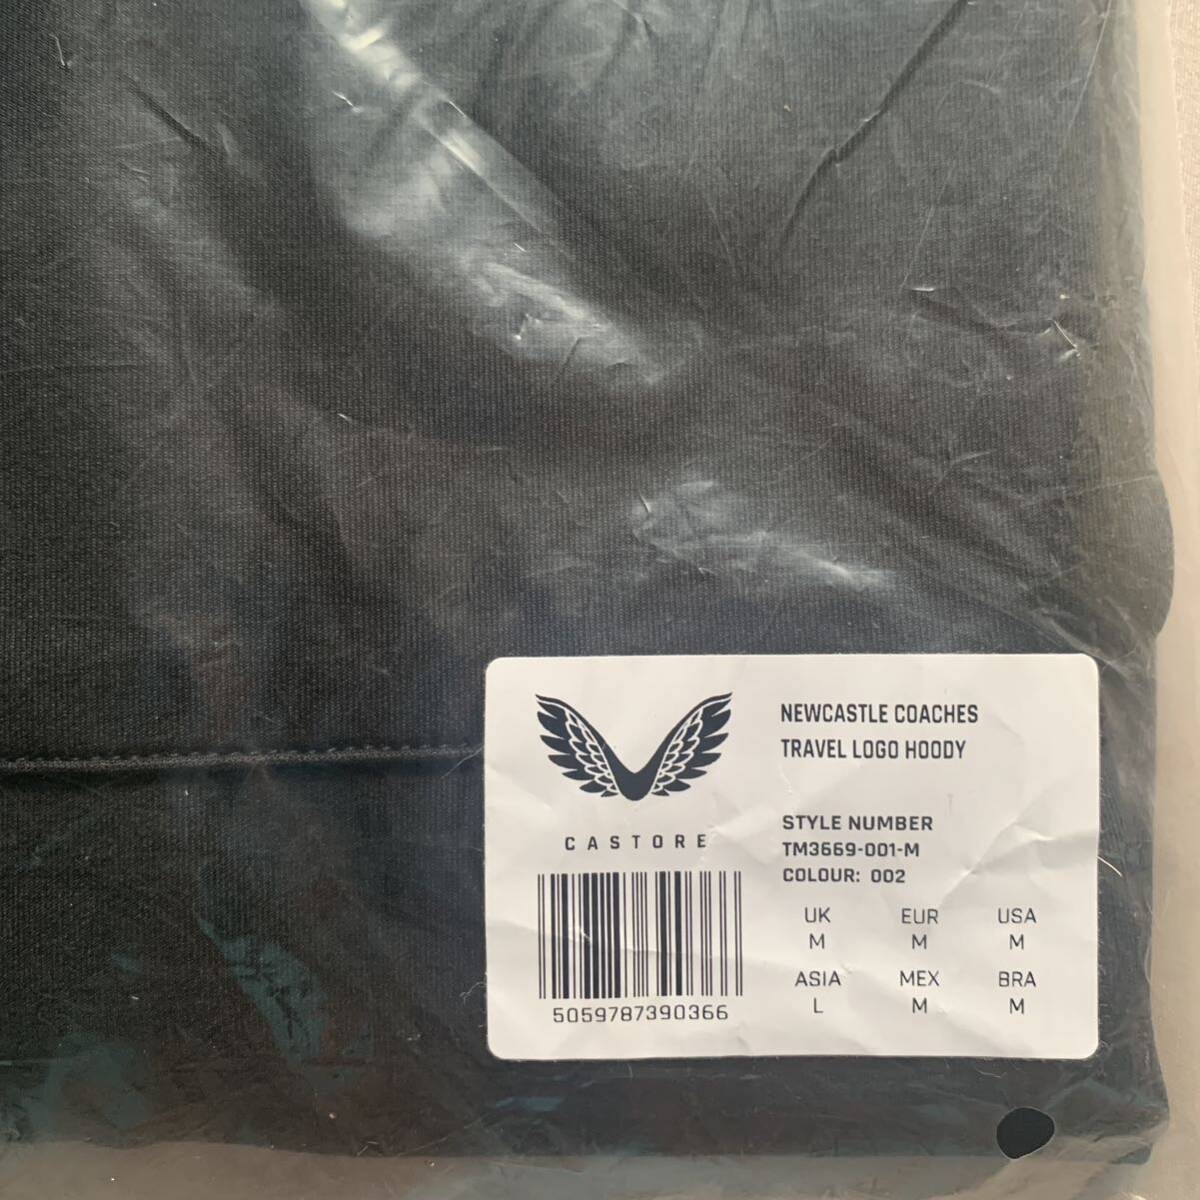 CASTORE
5059787390366
NEWCASTLE COACHES
TRAVEL LOGO HOODY
STYLE NUMBER
TM3669-001-M
COLOUR: 002
UK EUR USA
M M M
ASIA MEX BRA
L M M